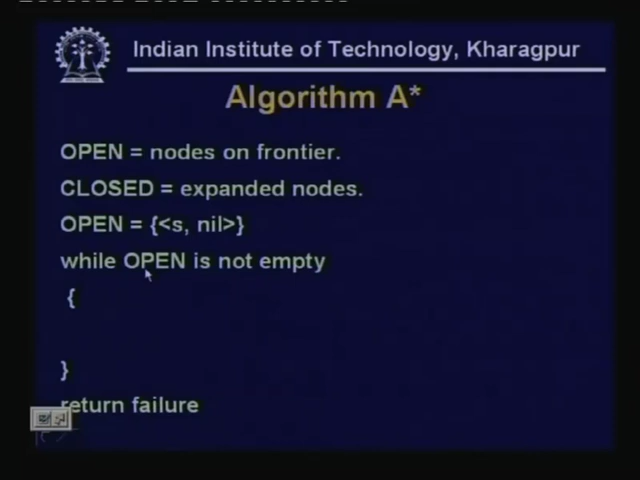 Indian Institute of Technology, Kharagpur
Algorithm A*
OPEN = nodes on frontier.
CLOSED = expanded nodes.
OPEN = {<s, nil>}
while OPEN is not empty
{
}
return failure